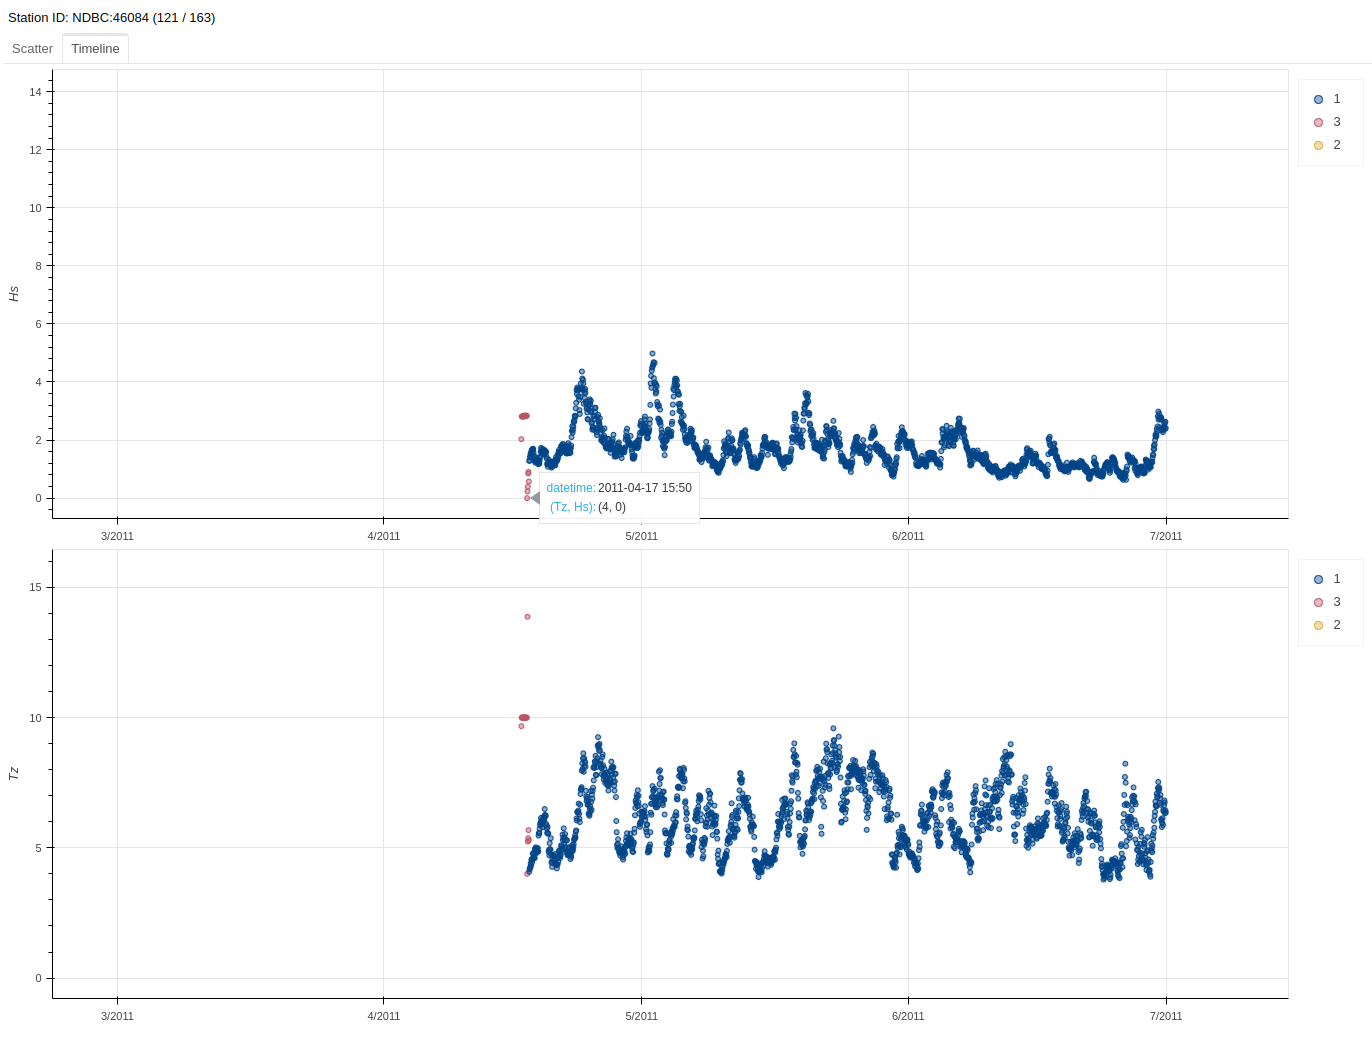 Station ID: NDBC:46084 (121 / 163)
Scatter Timeline
14
12
10
8
6
4
2
0
Hs
datetime: 2011-04-17 15:50
(Tz, Hs): (4, 0)
3/2011 4/2011 5/2011 6/2011 7/2011
1
3
2
15
10
5
0
Tz
3/2011 4/2011 5/2011 6/2011 7/2011
1
3
2